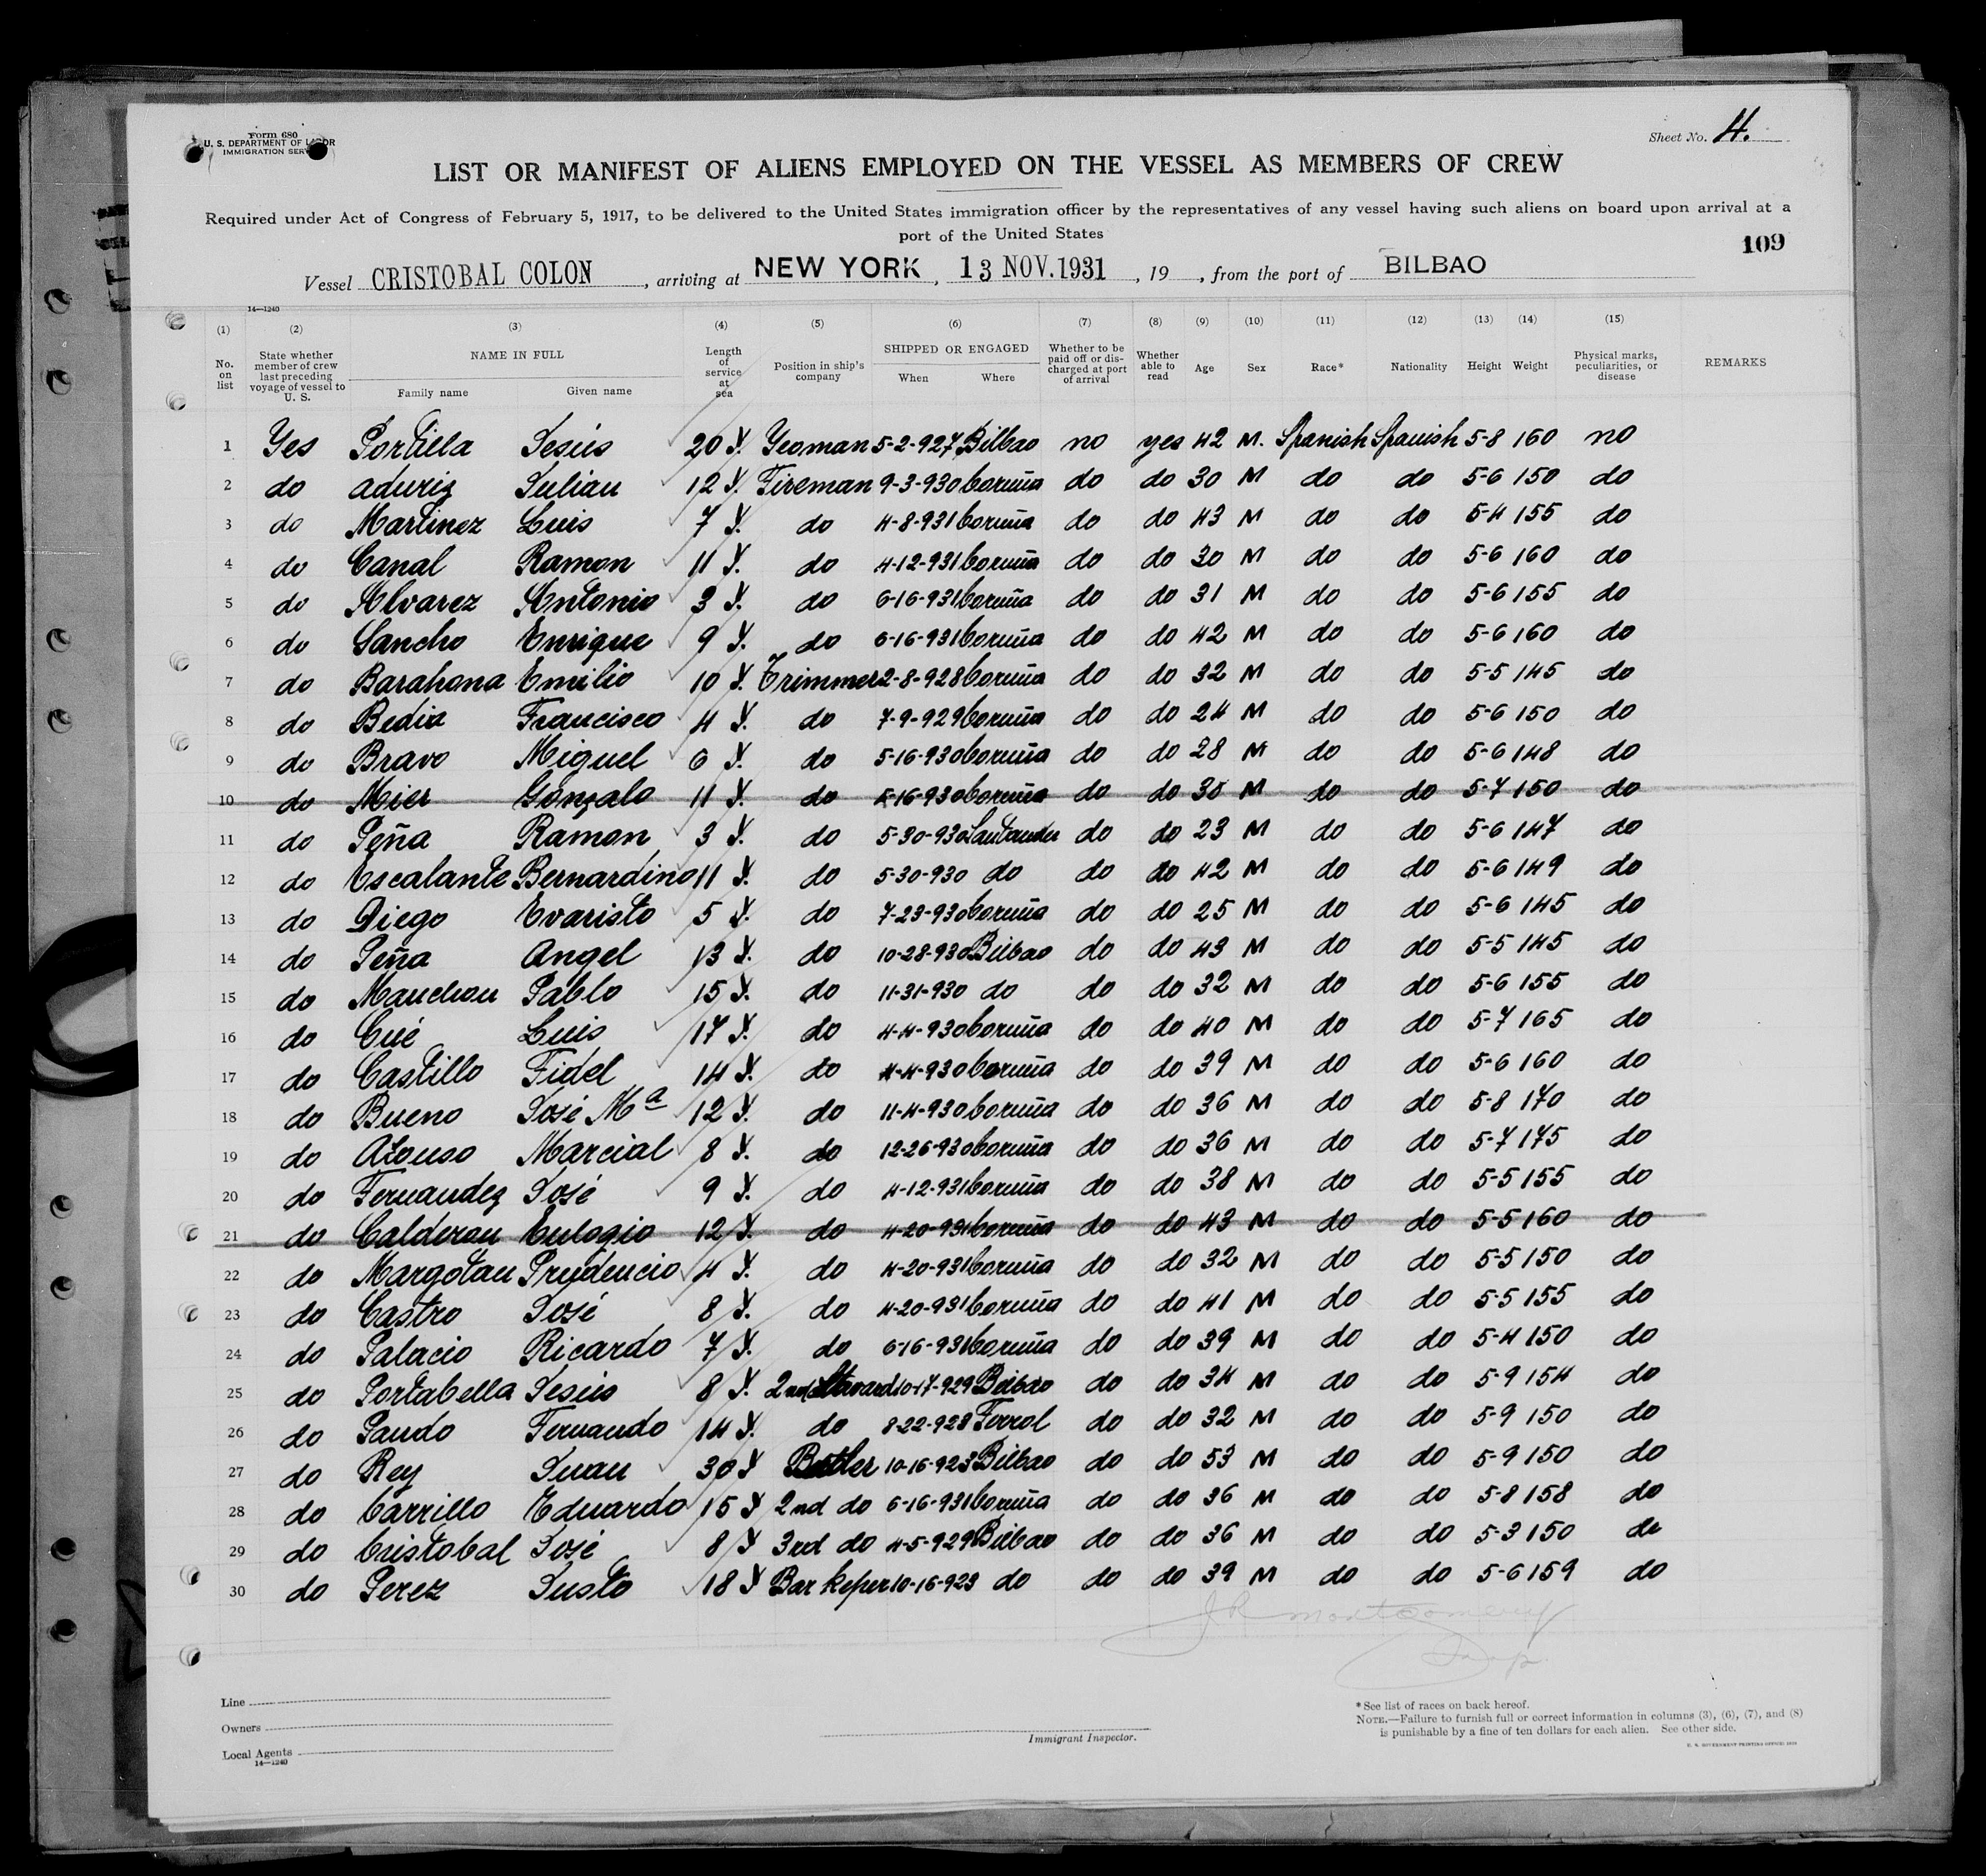 Form 680
U. S. DEPARTMENT OF LABOR
IMMIGRATION SERVICE
Sheet No. 4.
LIST OR MANIFEST OF ALIENS EMPLOYED ON THE VESSEL AS MEMBERS OF CREW
Required under Act of Congress of February 5, 1917, to be delivered to the United States immigration officer by the representatives of any vessel having such aliens on board upon arrival at a
port of the United States
109
Vessel CRISTOBAL COLON, arriving at NEW YORK, 13 NOV. 1931, 19 , from the port of BILBAO
14—1240
(1) (2) (3) (4) (5) (6) (7) (8) (9) (10) (11) (12) (13) (14) (15)
No. on list State whether member of crew last preceding voyage of vessel to U. S. NAME IN FULL Family name Given name Length of service at sea Position in ship's company SHIPPED OR ENGAGED When Where Whether to be paid off or discharged at port of arrival Whether able to read Age Sex Race* Nationality Height Weight Physical marks, peculiarities, or disease REMARKS
1 Yes Portilla Jesús 20 Y. Yeoman 5-2-927 Bilbao no yes 42 M. Spanish Spanish 5-8 160 no
2 do Aduriz Julian 12 Y. Fireman 9-3-930 Coruña do do 30 M do do 5-6 150 do
3 do Martinez Luis 7 Y. do 4-8-931 Coruña do do 43 M do do 5-4 155 do
4 do Canal Ramon 11 Y. do 4-12-931 Coruña do do 30 M do do 5-6 160 do
5 do Alvarez Antonio 3 Y. do 6-16-931 Coruña do do 31 M do do 5-6 155 do
6 do Sancho Enrique 9 Y. do 6-16-931 Coruña do do 42 M do do 5-6 160 do
7 do Barahona Emilio 10 Y. Trimmer 2-8-928 Coruña do do 32 M do do 5-5 145 do
8 do Bedia Francisco 4 Y. do 7-9-929 Coruña do do 24 M do do 5-6 150 do
9 do Bravo Miguel 6 Y. do 5-16-930 Coruña do do 28 M do do 5-6 148 do
10 do Mier Gonzalo 11 Y. do 5-16-930 Coruña do do 38 M do do 5-7 150 do
11 do Peña Ramon 3 Y. do 5-30-930 Santander do do 23 M do do 5-6 147 do
12 do Escalante Bernardino 11 Y. do 5-30-930 do do do 42 M do do 5-6 149 do
13 do Diego Evaristo 5 Y. do 7-23-930 Coruña do do 25 M do do 5-6 145 do
14 do Peña Angel 13 Y. do 10-28-930 Bilbao do do 43 M do do 5-5 145 do
15 do Manchon Pablo 15 Y. do 11-31-930 do do do 32 M do do 5-6 155 do
16 do Cué Luis 17 Y. do 4-4-930 Coruña do do 40 M do do 5-7 165 do
17 do Castillo Fidel 14 Y. do 4-4-930 Coruña do do 39 M do do 5-6 160 do
18 do Bueno José Mª 12 Y. do 11-4-930 Coruña do do 36 M do do 5-8 170 do
19 do Alonso Marcial 8 Y. do 12-26-930 Coruña do do 36 M do do 5-7 175 do
20 do Fernandez José 9 Y. do 4-12-931 Coruña do do 38 M do do 5-5 155 do
21 do Calderon Eulogio 12 Y. do 4-20-931 Coruña do do 43 M do do 5-5 160 do
22 do Margotau Prudencio 4 Y. do 4-20-931 Coruña do do 32 M do do 5-5 150 do
23 do Castro José 8 Y. do 4-20-931 Coruña do do 41 M do do 5-5 155 do
24 do Palacio Ricardo 7 Y. do 6-16-931 Coruña do do 39 M do do 5-4 150 do
25 do Portabella Jesús 8 Y. 2nd Stward 10-17-929 Bilbao do do 34 M do do 5-9 154 do
26 do Pando Fernando 14 Y. do 8-22-928 Ferrol do do 32 M do do 5-9 150 do
27 do Rey Juan 30 Y Butler 10-16-923 Bilbao do do 53 M do do 5-9 150 do
28 do Carrillo Eduardo 15 Y 2nd do 6-16-931 Coruña do do 36 M do do 5-8 158 do
29 do Cristobal José 8 Y 3rd do 4-5-929 Bilbao do do 36 M do do 5-3 150 do
30 do Perez Justo 18 Y Bar keper 10-16-923 do do do 39 M do do 5-6 159 do
J R Montgomery
Line
Owners
Local Agents
14—1240
Immigrant Inspector.
*See list of races on back hereof.
NOTE.—Failure to furnish full or correct information in columns (3), (6), (7), and (8)
is punishable by a fine of ten dollars for each alien. See other side.